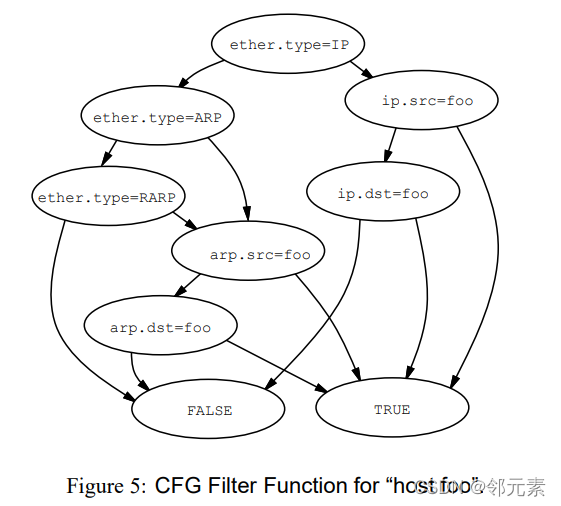 ether.type=IP
ip.src=foo
ether.type=ARP
ether.type=RARP
ip.dst=foo
arp.src=foo
arp.dst=foo
FALSE
TRUE
Figure 5: CFG Filter Function for “host foo”.
CSDN @邻元素